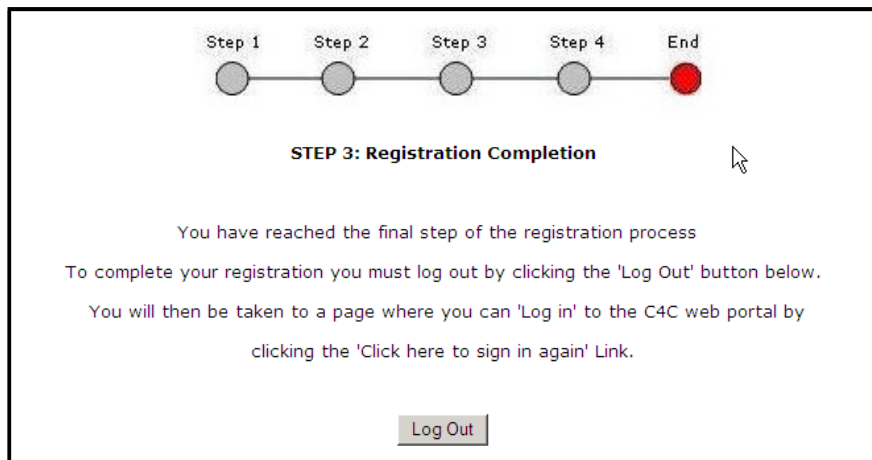 Step 1 Step 2 Step 3 Step 4 End
STEP 3: Registration Completion
You have reached the final step of the registration process
To complete your registration you must log out by clicking the 'Log Out' button below.
You will then be taken to a page where you can 'Log in' to the C4C web portal by
clicking the 'Click here to sign in again' Link.
Log Out